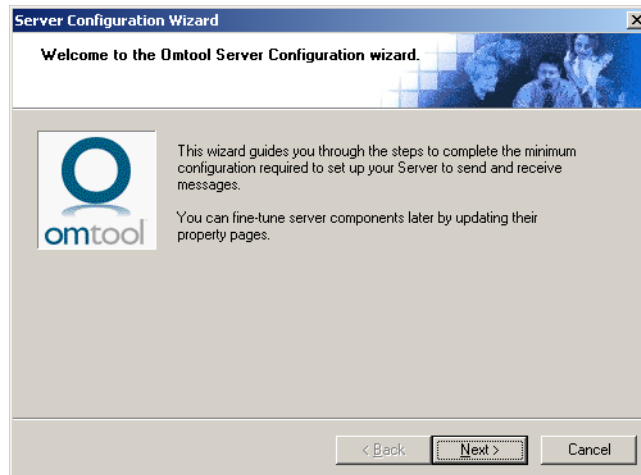 Server Configuration Wizard
Welcome to the Omtool Server Configuration wizard.
omtool
This wizard guides you through the steps to complete the minimum
configuration required to set up your Server to send and receive
messages.
You can fine-tune server components later by updating their
property pages.
< Back
Next >
Cancel